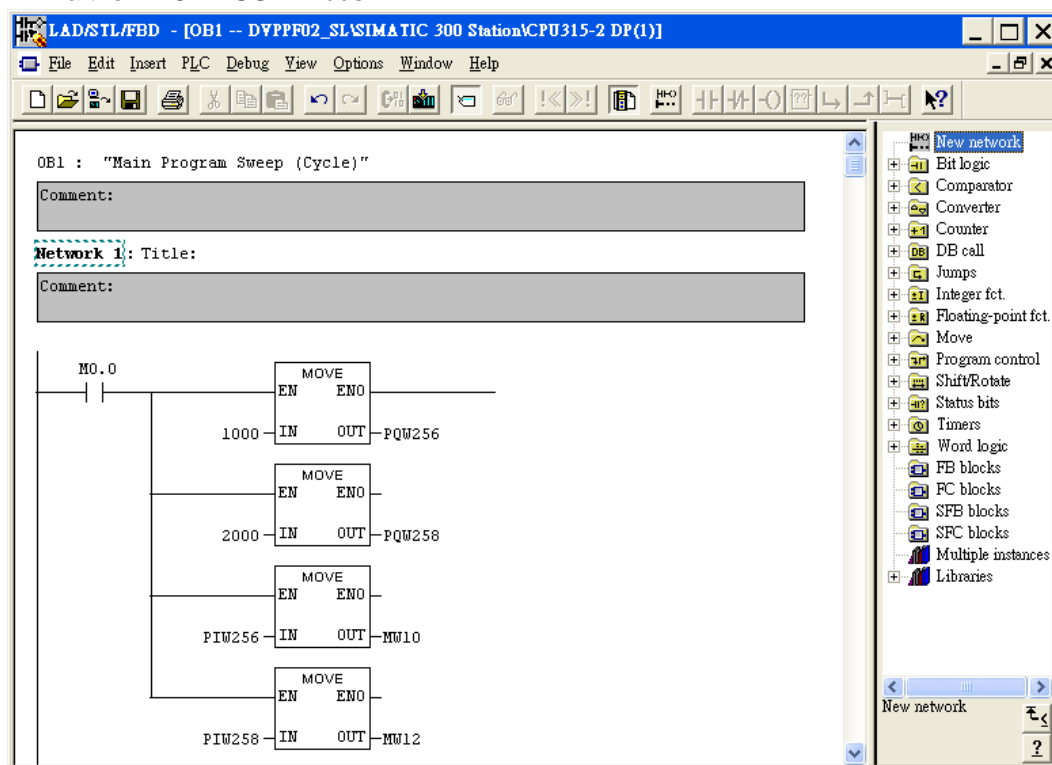 LAD/STL/FBD - [OB1 -- DVPPF02_SL\SIMATIC 300 Station\CPU315-2 DP(1)]
File Edit Insert PLC Debug View Options Window Help
OB1 : "Main Program Sweep (Cycle)"
Comment:
Network 1: Title:
Comment:
M0.0
MOVE
EN ENO
1000 IN OUT PQW256
MOVE
EN ENO
2000 IN OUT PQW258
MOVE
EN ENO
PIW256 IN OUT MW10
MOVE
EN ENO
PIW258 IN OUT MW12
New network
Bit logic
Comparator
Converter
Counter
DB call
Jumps
Integer fct.
Floating-point fct.
Move
Program control
Shift/Rotate
Status bits
Timers
Word logic
FB blocks
FC blocks
SFB blocks
SFC blocks
Multiple instances
Libraries
New network